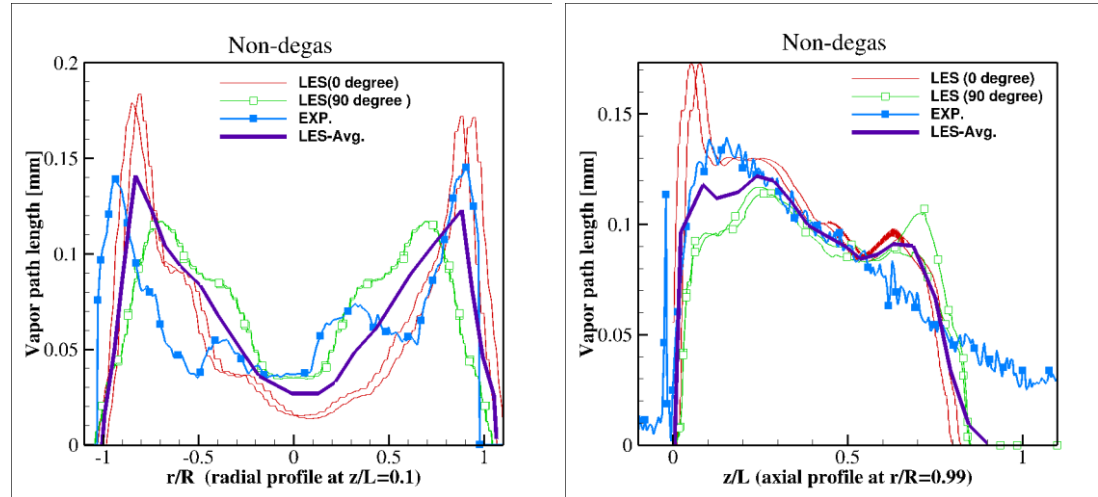 Non-degas
0.2
0.15
0.1
0.05
0
Vapor path length [mm]
LES(0 degree)
LES(90 degree )
EXP.
LES-Avg.
-1
-0.5
0
0.5
1
r/R (radial profile at z/L=0.1)
Non-degas
0.15
0.1
0.05
0
Vapor path length [mm]
LES (0 degree)
LES (90 degree)
EXP.
LES-Avg.
0
0.5
1
z/L (axial profile at r/R=0.99)